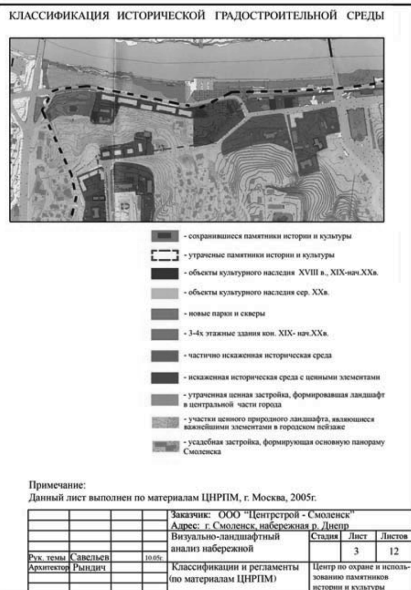 КЛАССИФИКАЦИЯ ИСТОРИЧЕСКОЙ ГРАДОСТРОИТЕЛЬНОЙ СРЕДЫ
- сохранившиеся памятники истории и культуры
- утраченые памятники истории и культуры
- объекты культурного наследия XVIII в., XIX-нач.XXв.
- объекты культурного наследия сер. XXв.
- новые парки и скверы
- 3-4х этажные здания кон. XIX- нач.XXв.
- частично искаженная историческая среда
- искаженная историческая среда с ценными элементами
- утраченная ценная застройка, формировавшая ландшафт
в центральной части города
- участки ценного природного ландшафта, являющиеся
важнейшими элементами в городском пейзаже
- усадебная застройка, формирующая основную панораму
Смоленска
Примечание:
Данный лист выполнен по материалам ЦНРПМ, г. Москва, 2005г.
Заказчик: ООО "Центрстрой - Смоленск"
Адрес: г. Смоленск, набережная р. Днепр
Визуально-ландшафтный
анализ набережной
Стадия Лист Листов
3 12
Рук. темы Савельев 10.05г.
Архитектор Рындич
Классификации и регламенты
(по материалам ЦНРПМ)
Центр по охране и исполь-
зованию памятников
истории и культуры